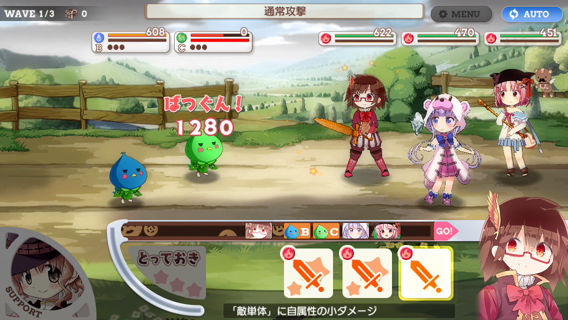 WAVE 1/3 0
通常攻撃
MENU
AUTO
608
B
0
C
622
470
451
ばつぐん！
1280
B
C
GO!
とっておき
SUPPORT
「敵単体」に自属性の小ダメージ